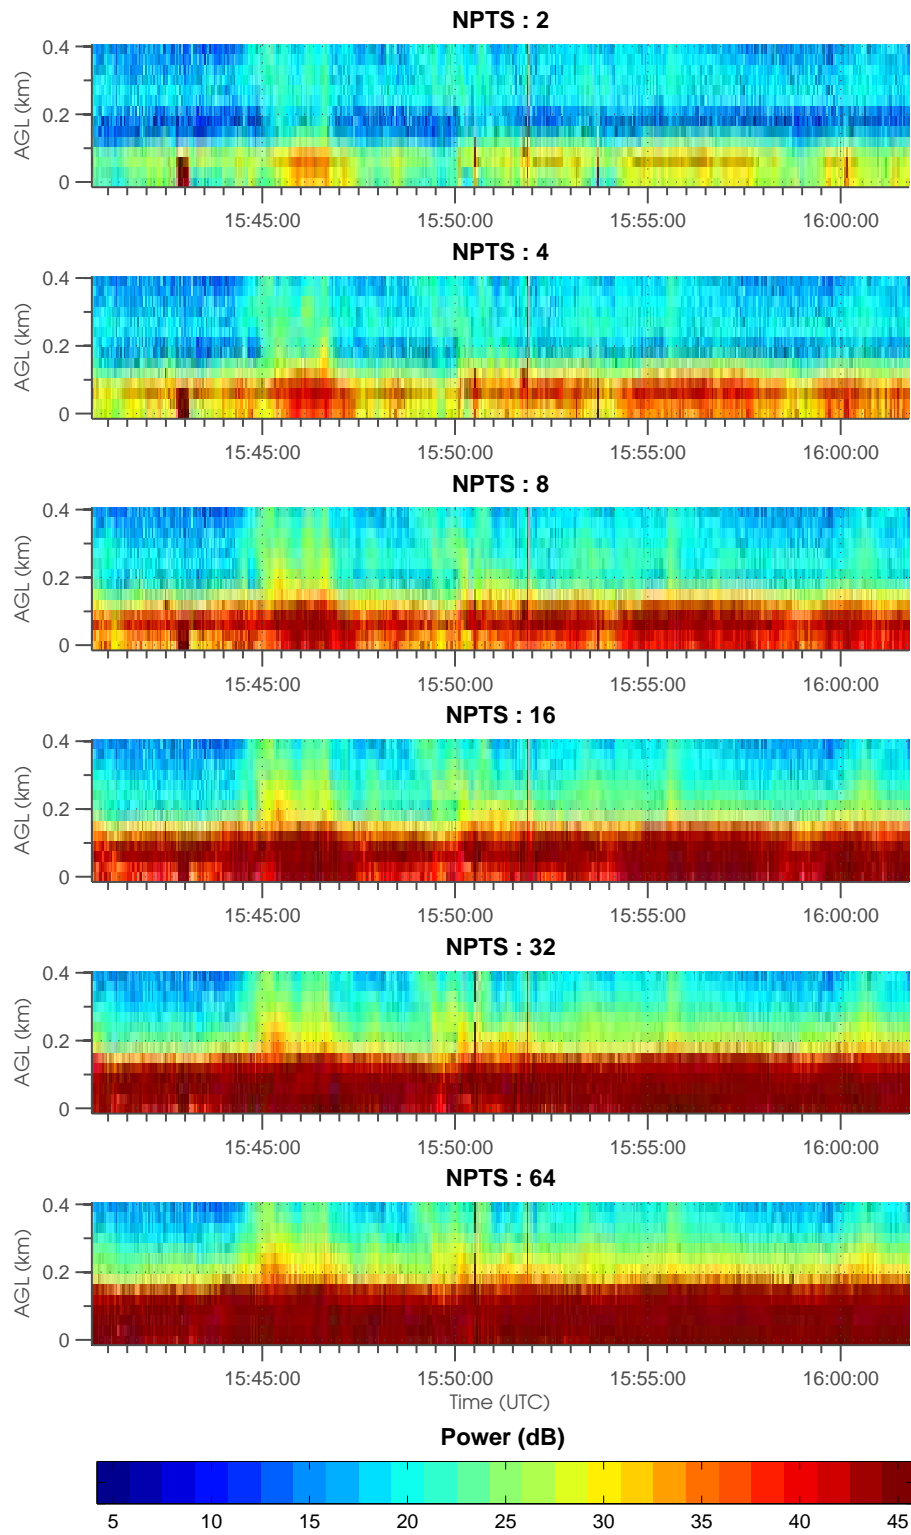 NPTS : 2
0.4
0.2
0
AGL (km)
15:45:00 15:50:00 15:55:00 16:00:00
NPTS : 4
0.4
0.2
0
AGL (km)
15:45:00 15:50:00 15:55:00 16:00:00
NPTS : 8
0.4
0.2
0
AGL (km)
15:45:00 15:50:00 15:55:00 16:00:00
NPTS : 16
0.4
0.2
0
AGL (km)
15:45:00 15:50:00 15:55:00 16:00:00
NPTS : 32
0.4
0.2
0
AGL (km)
15:45:00 15:50:00 15:55:00 16:00:00
NPTS : 64
0.4
0.2
0
AGL (km)
15:45:00 15:50:00 15:55:00 16:00:00
Time (UTC)
Power (dB)
5 10 15 20 25 30 35 40 45